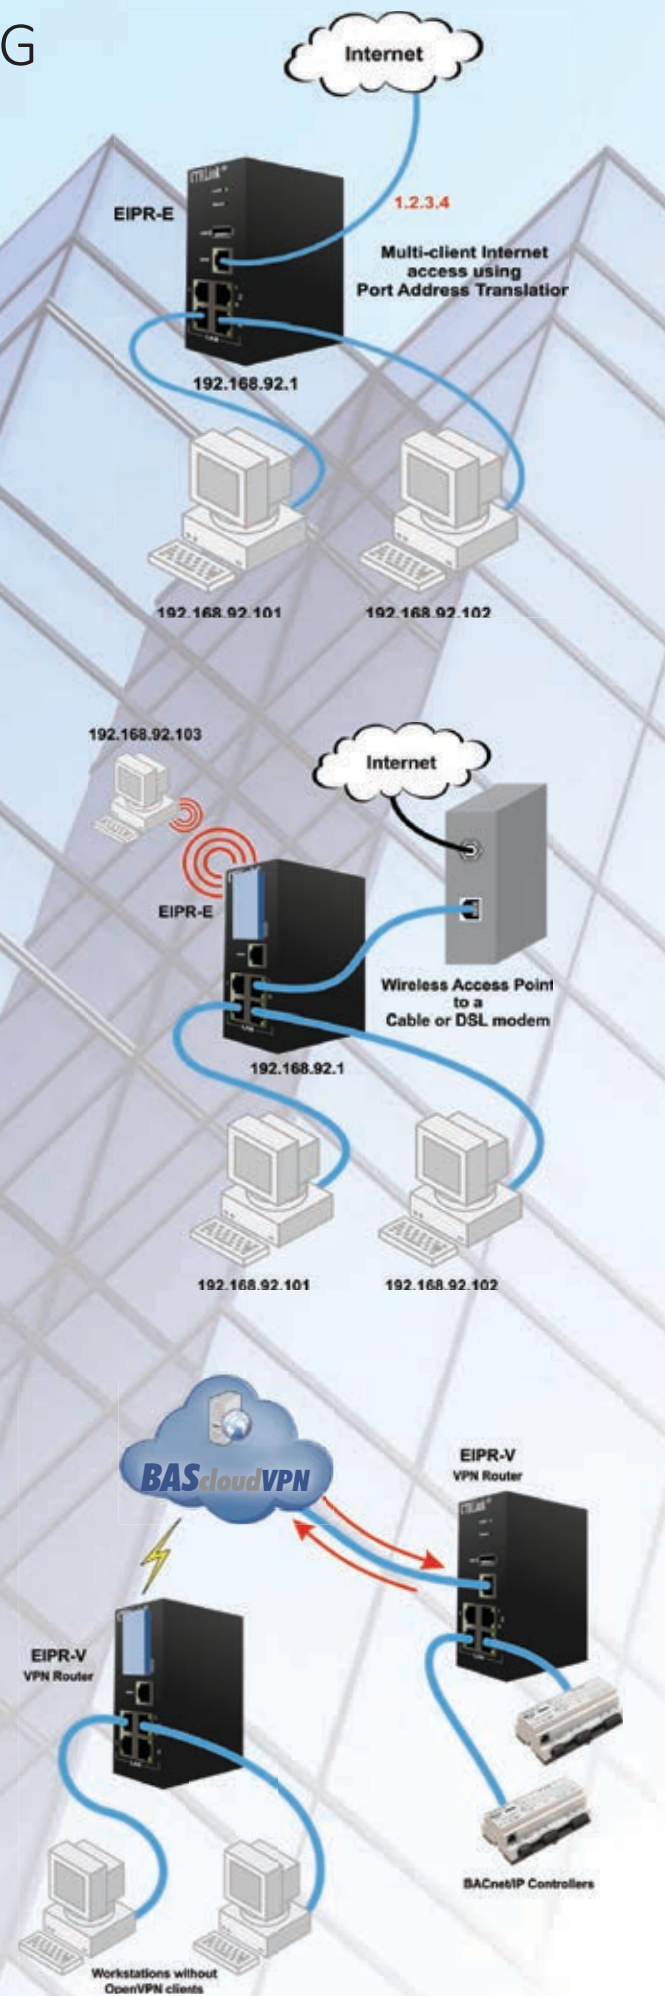 G
Internet
EIPR-E
1.2.3.4
Multi-client Internet
access using
Port Address Translation
192.168.92.1
192.168.92.101
192.168.92.102
192.168.92.103
Internet
EIPR-E
Wireless Access Point
to a
Cable or DSL modem
192.168.92.1
192.168.92.101
192.168.92.102
BAScloudVPN
EIPR-V
VPN Router
EIPR-V
VPN Router
BACnet/IP Controllers
Workstations without
OpenVPN clients